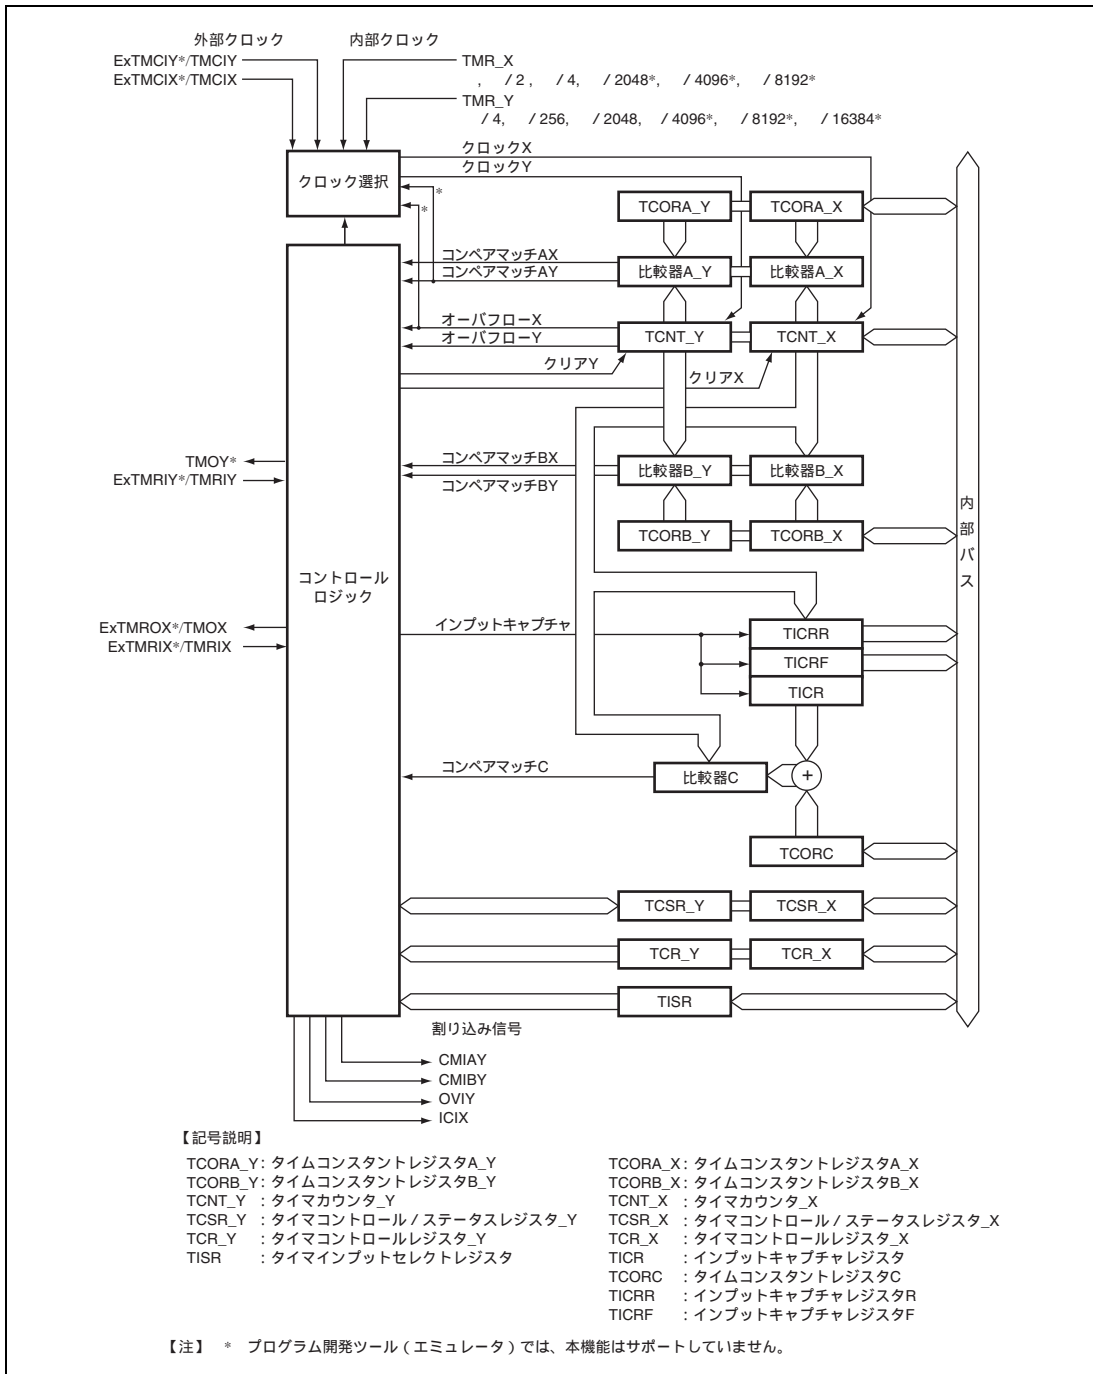 外部クロック 内部クロック
ExTMCIY*/TMCIY
ExTMCIX*/TMCIX
TMR_X
, /2, /4, /2048*, /4096*, /8192*
TMR_Y
/4, /256, /2048, /4096*, /8192*, /16384*
クロック選択
クロックX
クロックY
*
*
TCORA_Y TCORA_X
コンペアマッチAX
コンペアマッチAY
比較器A_Y 比較器A_X
オーバフローX
オーバフローY
TCNT_Y TCNT_X
クリアY
クリアX
TMOY*
ExTMRIY*/TMRIY
コンペアマッチBX
コンペアマッチBY
比較器B_Y 比較器B_X
TCORB_Y TCORB_X
内部バス
コントロール
ロジック
ExTMROX*/TMOX
ExTMRIX*/TMRIX
インプットキャプチャ
TICRR
TICRF
TICR
コンペアマッチC
比較器C
+
TCORC
TCSR_Y TCSR_X
TCR_Y TCR_X
TISR
割り込み信号
CMIAY
CMIBY
OVIY
ICIX
【記号説明】
TCORA_Y:タイムコンスタントレジスタA_Y
TCORB_Y:タイムコンスタントレジスタB_Y
TCNT_Y :タイマカウンタ_Y
TCSR_Y :タイマコントロール/ステータスレジスタ_Y
TCR_Y :タイマコントロールレジスタ_Y
TISR :タイマインプットセレクトレジスタ
TCORA_X:タイムコンスタントレジスタA_X
TCORB_X:タイムコンスタントレジスタB_X
TCNT_X :タイマカウンタ_X
TCSR_X :タイマコントロール/ステータスレジスタ_X
TCR_X :タイマコントロールレジスタ_X
TICR :インプットキャプチャレジスタ
TCORC :タイムコンスタントレジスタC
TICRR :インプットキャプチャレジスタR
TICRF :インプットキャプチャレジスタF
【注】 * プログラム開発ツール(エミュレータ)では、本機能はサポートしていません。